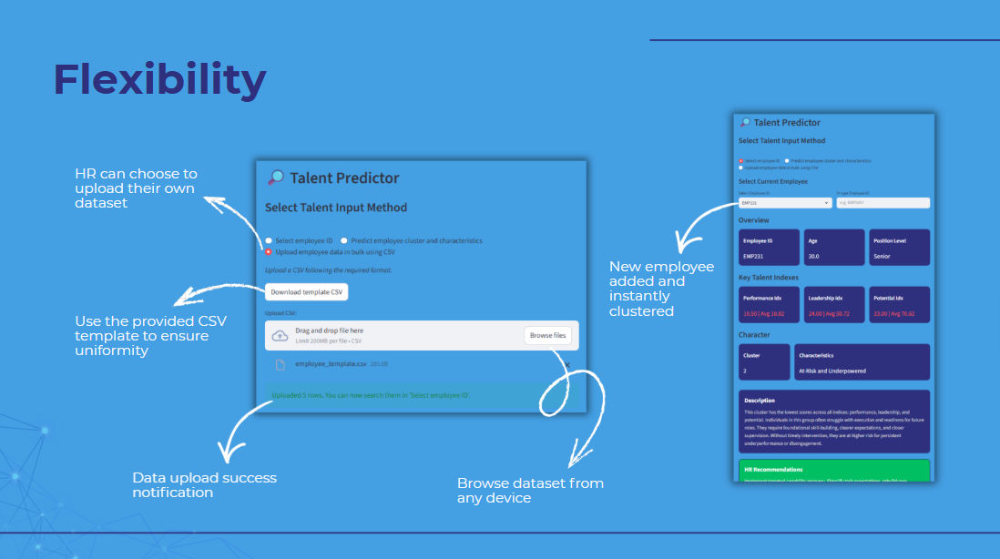 Flexibility
HR can choose to
upload their own
dataset
Use the provided CSV
template to ensure
uniformity
Data upload success
notification
Talent Predictor
Select Talent Input Method
Select employee ID
Predict employee cluster and characteristics
Upload employee data in bulk using CSV
Upload a CSV following the required format.
Download template CSV
Upload CSV:
Drag and drop file here
Limit 200MB per file • CSV
Browse files
employee_template.csv
Uploaded 5 rows. You can now search them in 'Select employee ID'.
Browse dataset from
any device
New employee
added and
instantly
clustered
Talent Predictor
Select Talent Input Method
Select employee ID
Predict employee cluster and characteristics
Upload employee data in bulk using CSV
Select Current Employee
Select Employee ID
Or type Employee ID
EMP231
Overview
Employee ID
EMP231
Age
30.0
Position Level
Senior
Key Talent Indexes
Performance Idx
| Avg 18.82
Leadership Idx
24.00 | Avg 50.72
Potential Idx
23.00 | Avg 70.62
Character
Cluster
2
Characteristics
At-Risk and Underpowered
Description
This cluster has the lowest scores across all indices: performance, leadership, and
potential. Individuals in this group often struggle with execution and readiness for future
roles. They require foundational skill-building, clearer expectations, and closer
supervision. Without timely intervention, they are at higher risk for persistent
underperformance or disengagement.
HR Recommendations